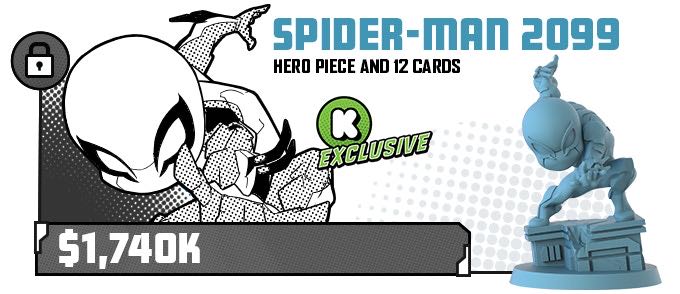 SPIDER-MAN 2099
HERO PIECE AND 12 CARDS
K
EXCLUSIVE
$1,740K